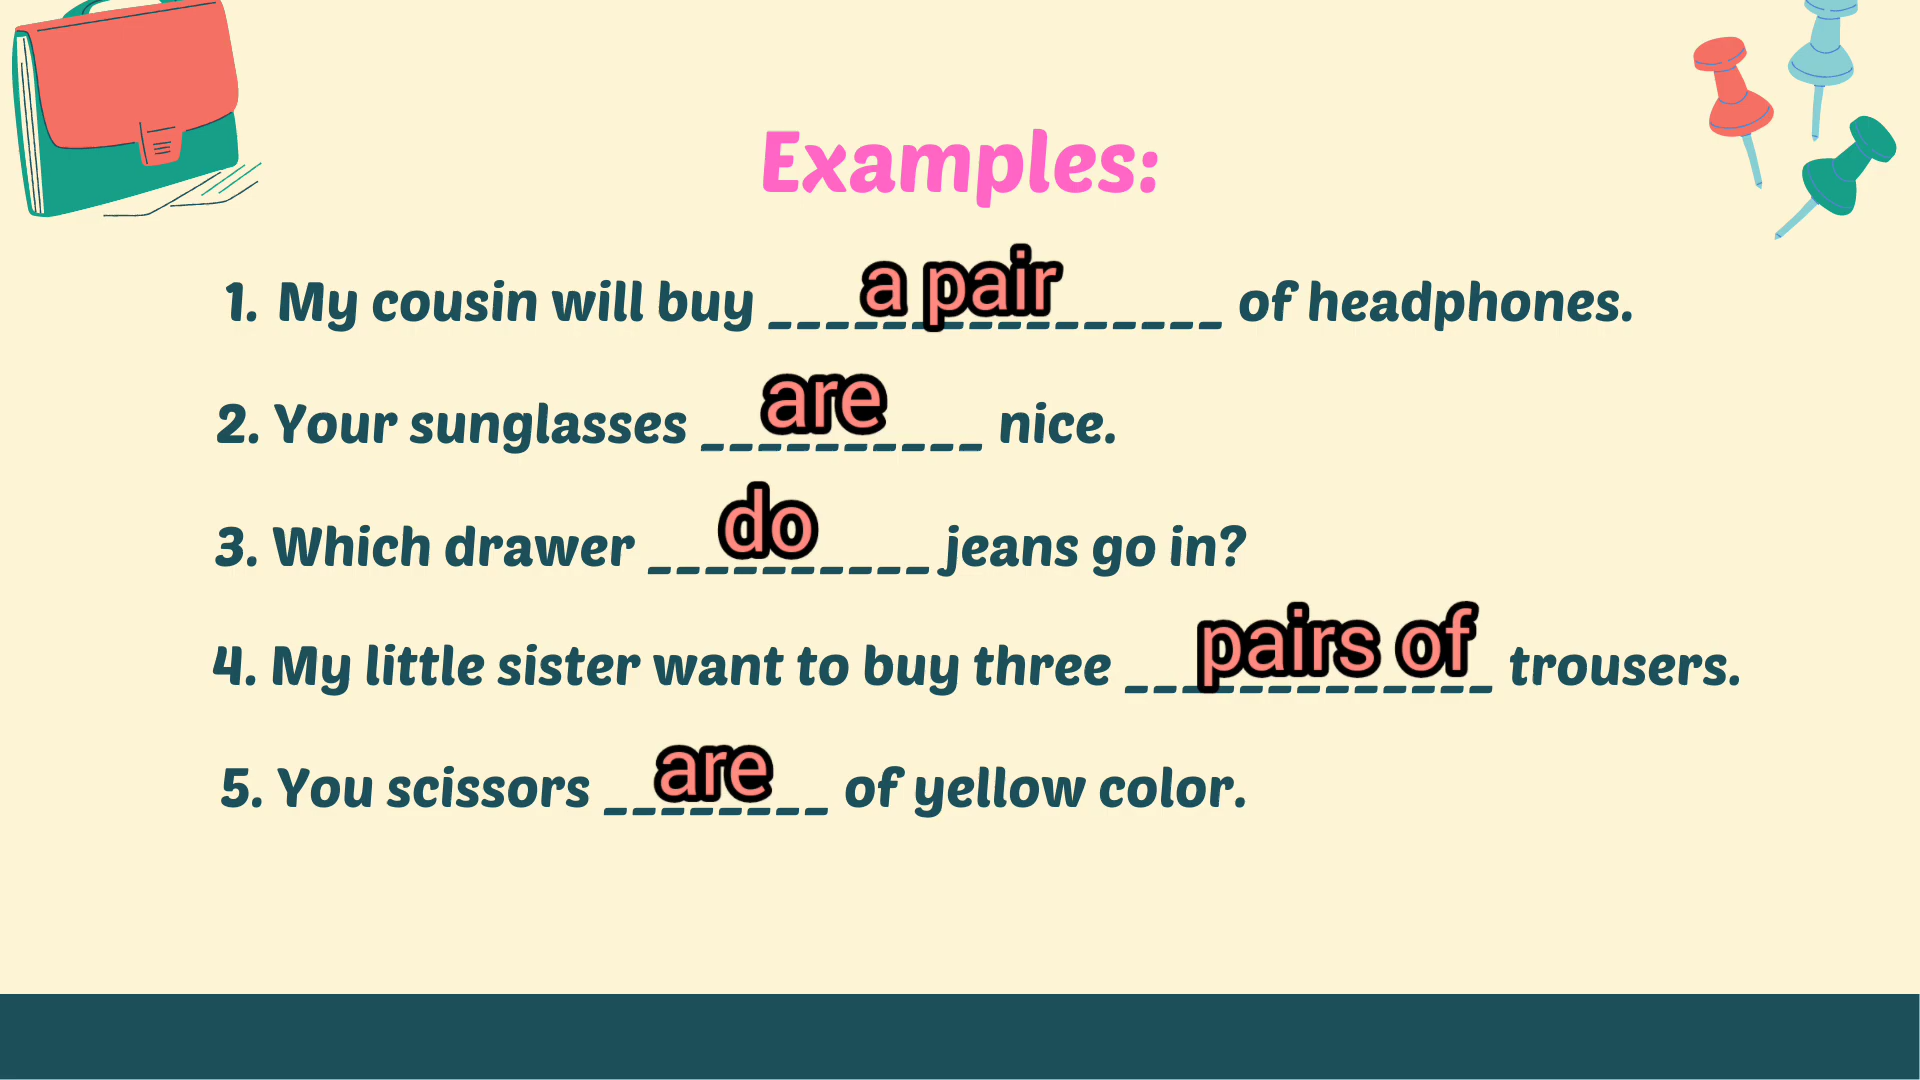 Examples:
1. My cousin will buy a pair of headphones.
2. Your sunglasses are nice.
3. Which drawer do jeans go in?
4. My little sister want to buy three pairs of trousers.
5. You scissors are of yellow color.